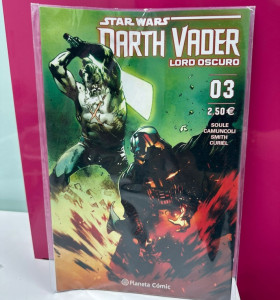 STAR WARS
DARTH VADER
LORD OSCURO
03
2,50 €
SOULE
CAMUNCOLI
SMITH
CURIEL
Planeta Cómic